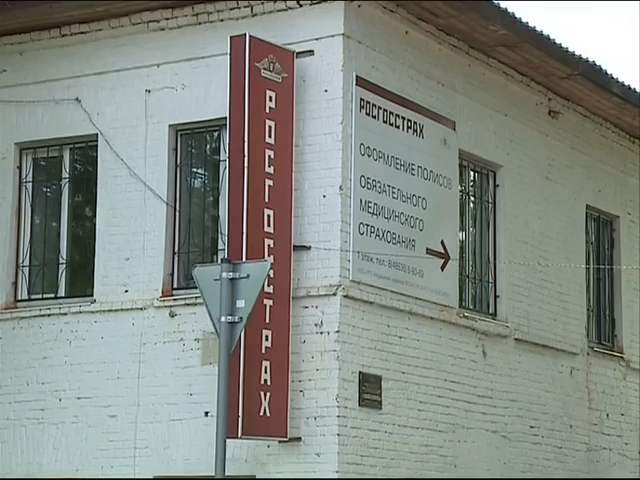 РОСГОССТРАХ
РОСГОССТРАХ
ОФОРМЛЕНИЕ ПОЛИСОВ
ОБЯЗАТЕЛЬНОГО
МЕДИЦИНСКОГО
СТРАХОВАНИЯ